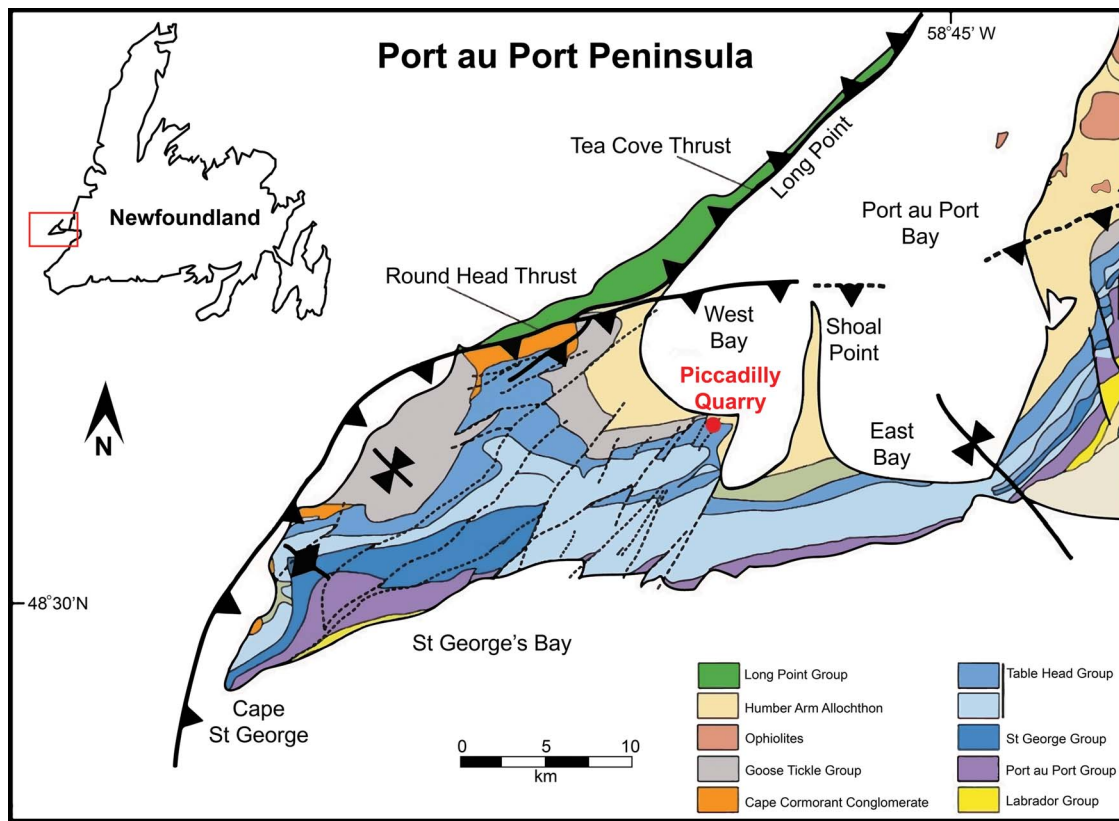 Port au Port Peninsula
58°45' W
Tea Cove Thrust
Long Point
Newfoundland
Port au Port
Bay
Round Head Thrust
West
Bay
Shoal
Point
Piccadilly
Quarry
N
East
Bay
48°30'N
St George's Bay
Cape
St George
0 5 10
km
Long Point Group
Humber Arm Allochthon
Ophiolites
Goose Tickle Group
Cape Cormorant Conglomerate
Table Head Group
St George Group
Port au Port Group
Labrador Group